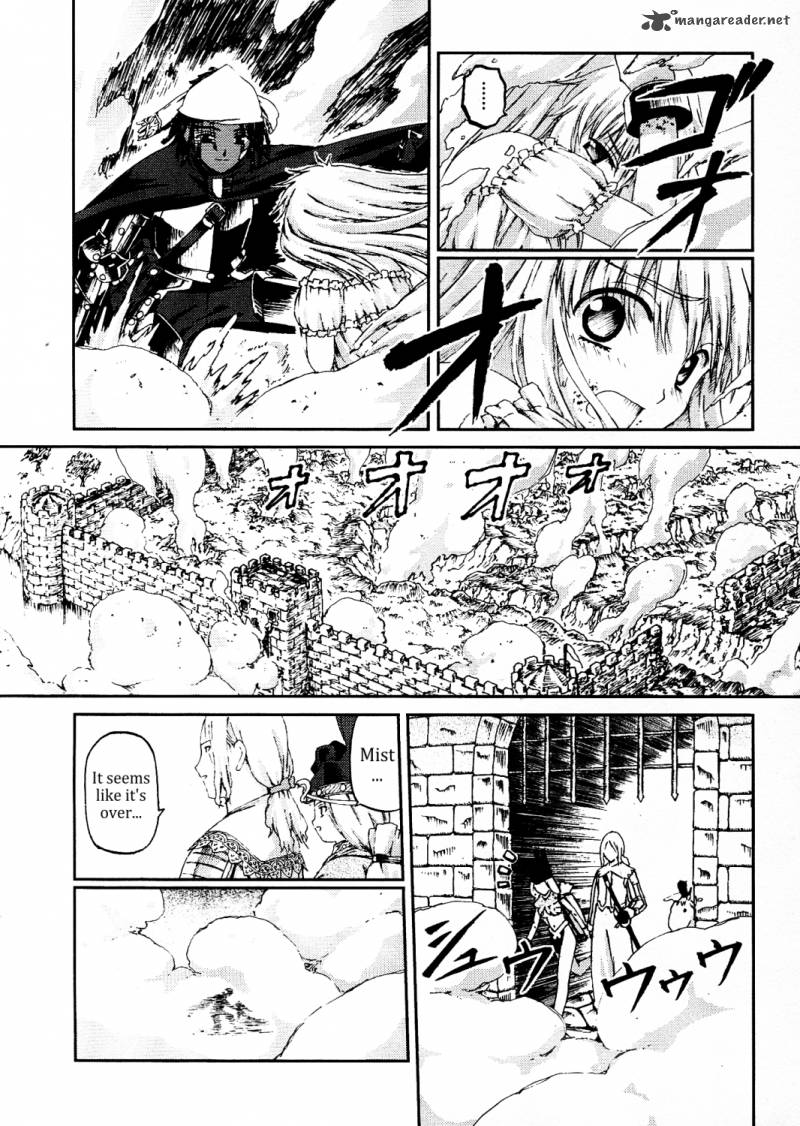 mangareader.net
……
ゴ
オ
オ
オ
オ
オ
オ
Mist
...
It seems
like it's
over...
シュウ
ウゥゥ